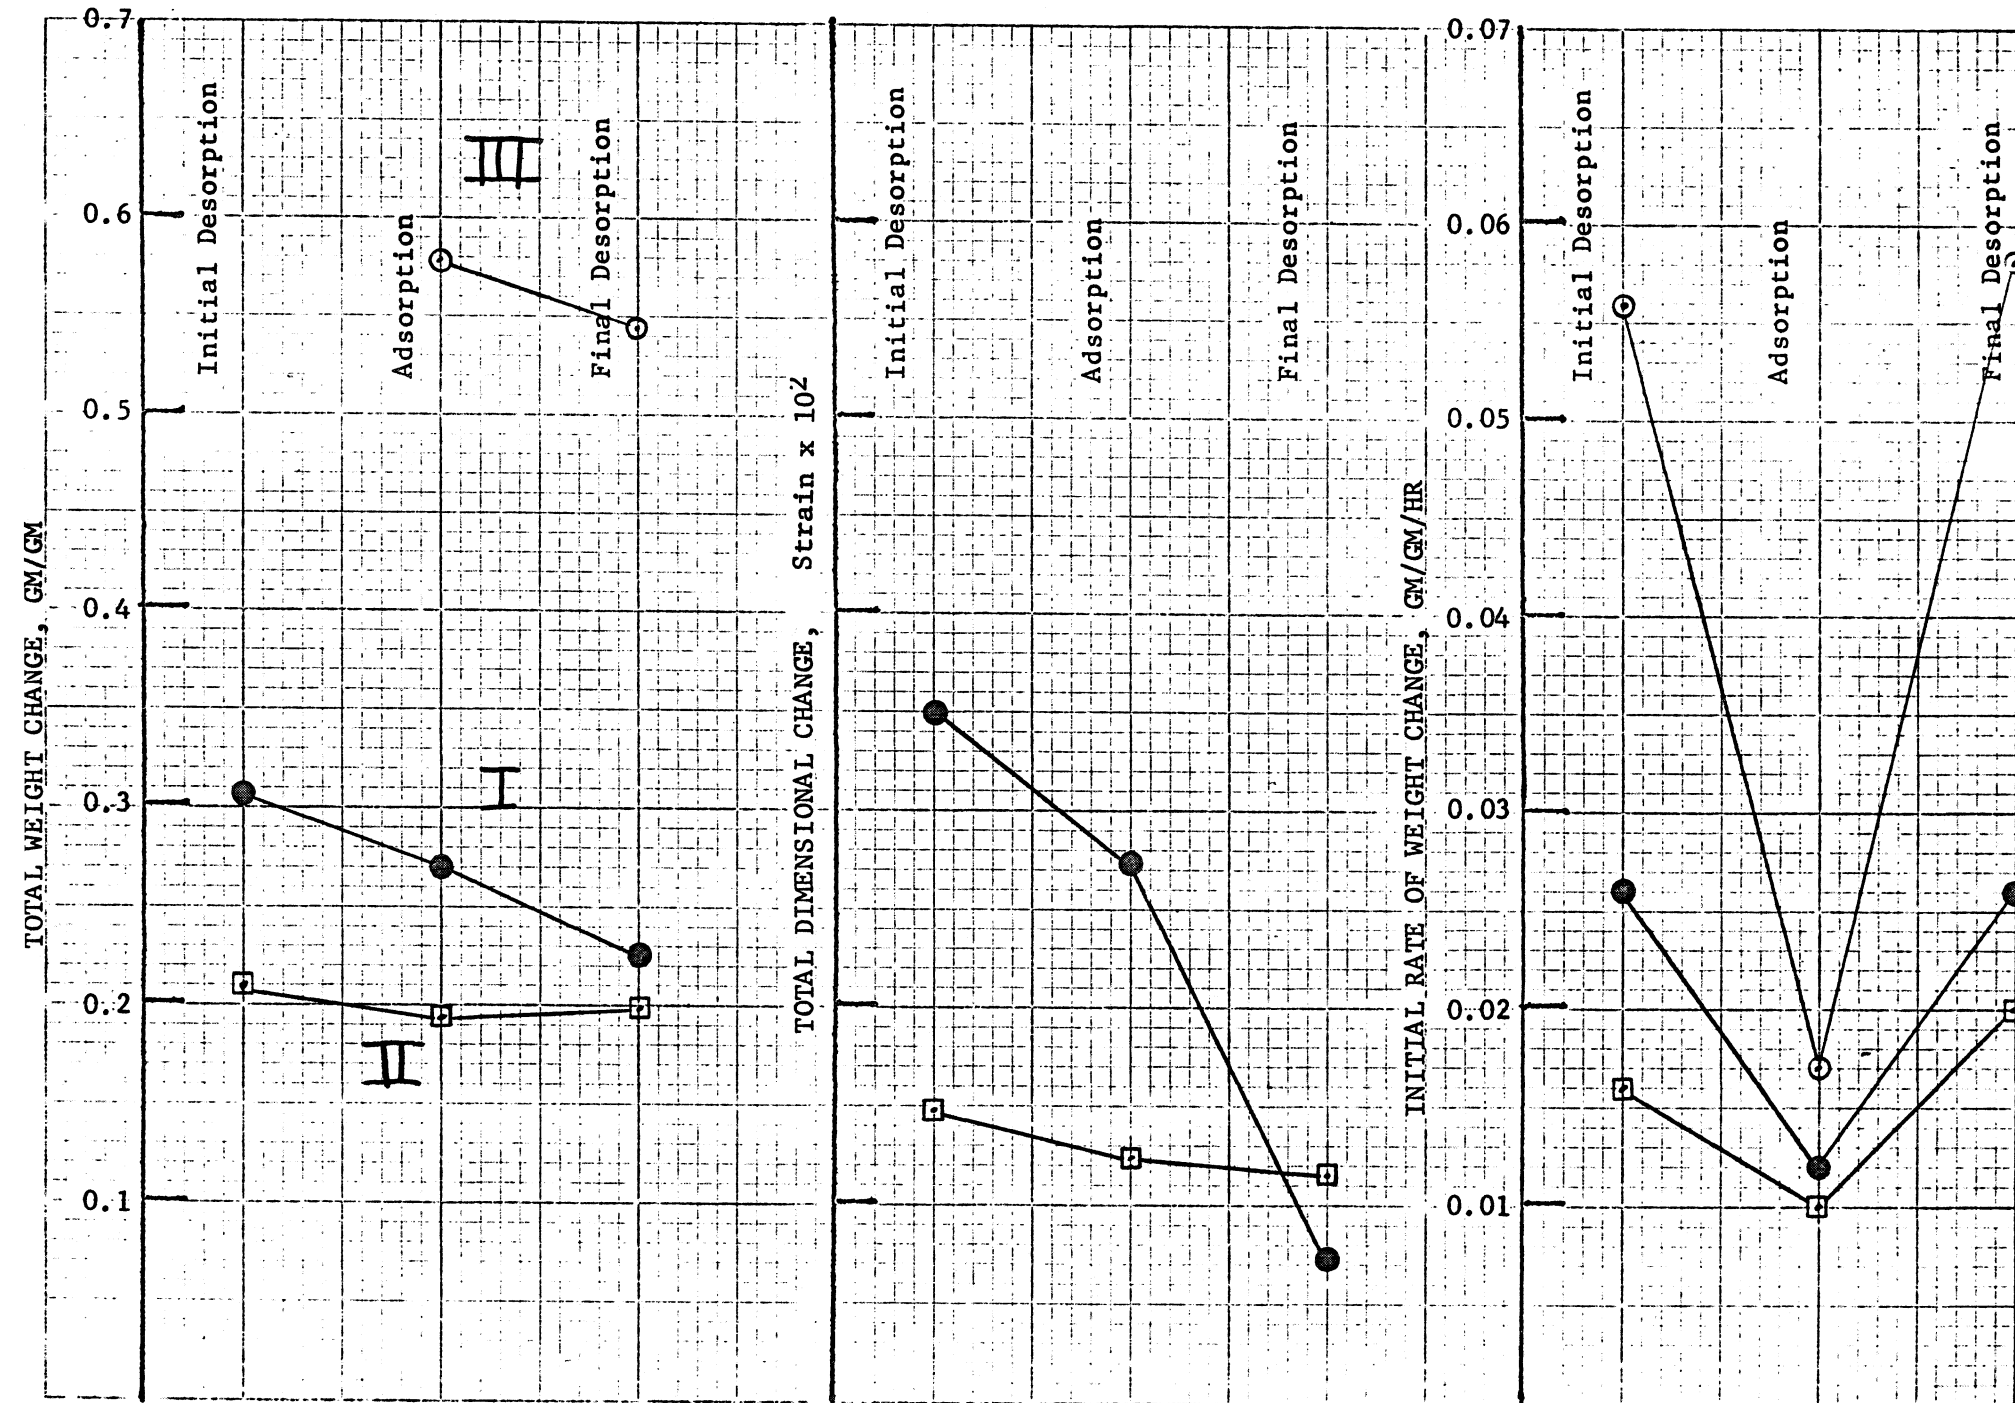 0.7
0.6
0.5
0.4
0.3
0.2
0.1
TOTAL WEIGHT CHANGE, GM/GM
Initial Desorption
Adsorption
Final Desorption
III
I
II
TOTAL DIMENSIONAL CHANGE, Strain x 10²
Initial Desorption
Adsorption
Final Desorption
0.07
0.06
0.05
0.04
0.03
0.02
0.01
INITIAL RATE OF WEIGHT CHANGE, GM/GM/HR
Initial Desorption
Adsorption
Final Desorption